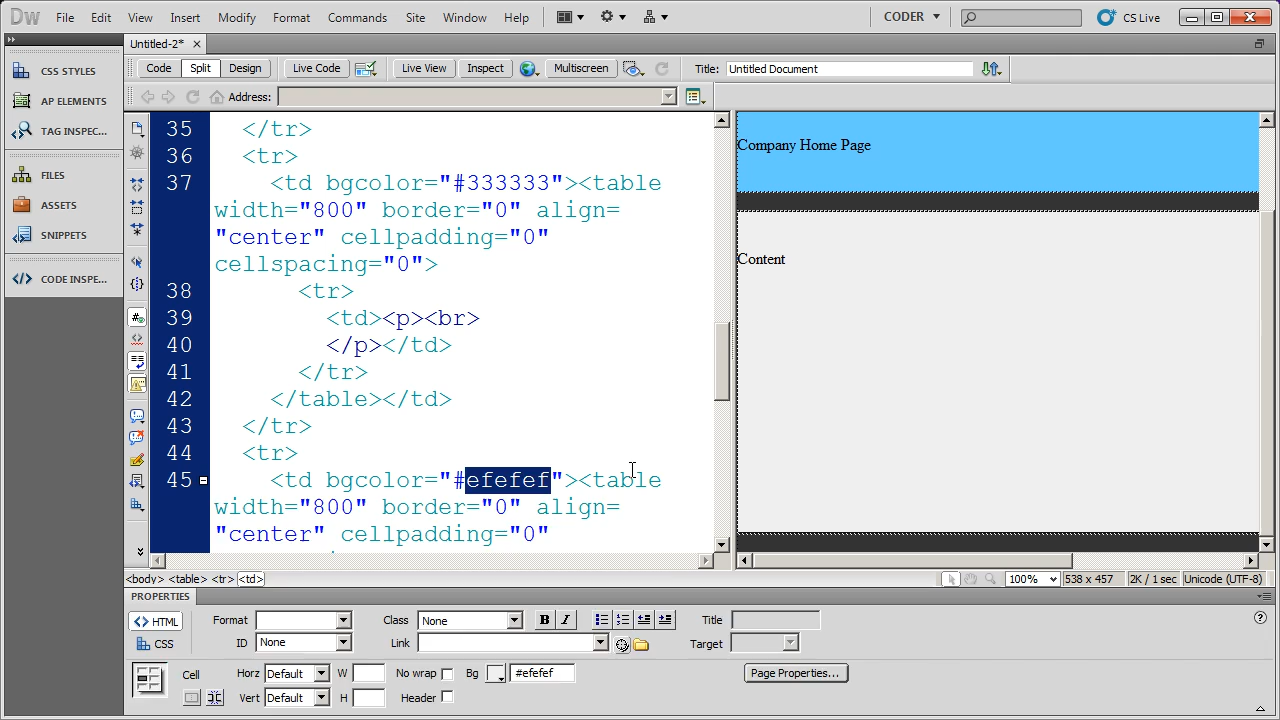 Dw File Edit View Insert Modify Format Commands Site Window Help CODER CS Live
Untitled-2*
Code Split Design Live Code Live View Inspect Multiscreen Title: Untitled Document
Address:
CSS STYLES
AP ELEMENTS
TAG INSPEC...
FILES
ASSETS
SNIPPETS
CODE INSPE...
35 </tr>
36 <tr>
37 <td bgcolor="#333333"><table
width="800" border="0" align=
"center" cellpadding="0"
cellspacing="0">
38 <tr>
39 <td><p><br>
40 </p></td>
41 </tr>
42 </table></td>
43 </tr>
44 <tr>
45 <td bgcolor="#efefef"><table
width="800" border="0" align=
"center" cellpadding="0"
Company Home Page
Content
<body> <table> <tr> <td> 100% 538 x 457 2K / 1 sec Unicode (UTF-8)
PROPERTIES
<> HTML Format Class None B I Title
CSS ID None Link Target
Cell Horz Default W No wrap Bg #efefef Page Properties...
Vert Default H Header